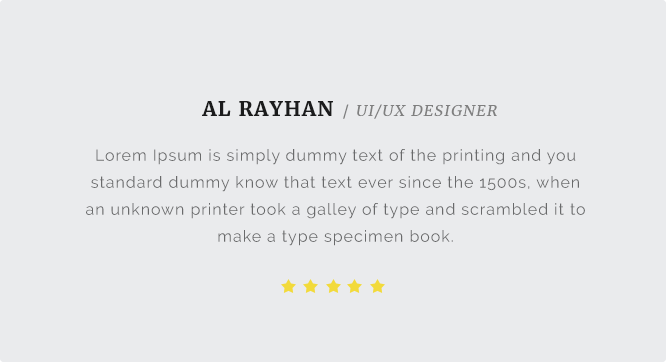 AL RAYHAN / UI/UX DESIGNER
Lorem Ipsum is simply dummy text of the printing and you
standard dummy know that text ever since the 1500s, when
an unknown printer took a galley of type and scrambled it to
make a type specimen book.